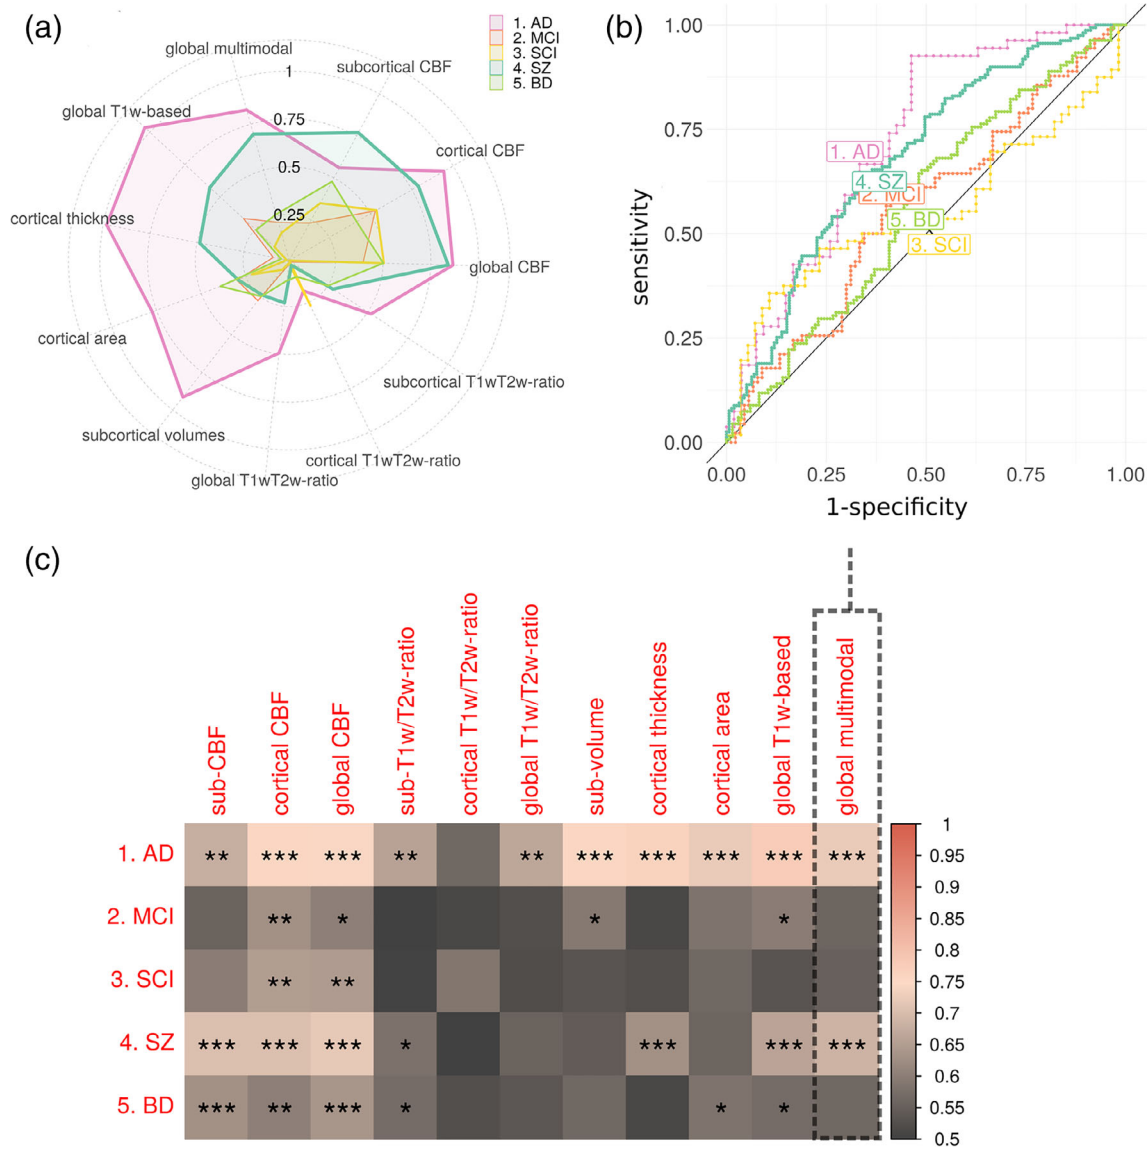 (a)
1. AD
2. MCI
3. SCI
4. SZ
5. BD
global multimodal
subcortical CBF
1
global T1w-based
0.75
cortical CBF
0.5
cortical thickness
0.25
global CBF
cortical area
subcortical T1wT2w-ratio
subcortical volumes
cortical T1wT2w-ratio
global T1wT2w-ratio
(b)
1.00
0.75
0.50
0.25
0.00
sensitivity
1. AD
4. SZ
2. MCI
5. BD
3. SCI
0.00 0.25 0.50 0.75 1.00
1-specificity
(c)
sub-CBF
cortical CBF
global CBF
sub-T1w/T2w-ratio
cortical T1w/T2w-ratio
global T1w/T2w-ratio
sub-volume
cortical thickness
cortical area
global T1w-based
global multimodal
1. AD ** *** *** ** ** *** *** *** *** ***
2. MCI ** * * *
3. SCI ** **
4. SZ *** *** *** * *** *** ***
5. BD *** ** *** * * *
1
0.95
0.9
0.85
0.8
0.75
0.7
0.65
0.6
0.55
0.5